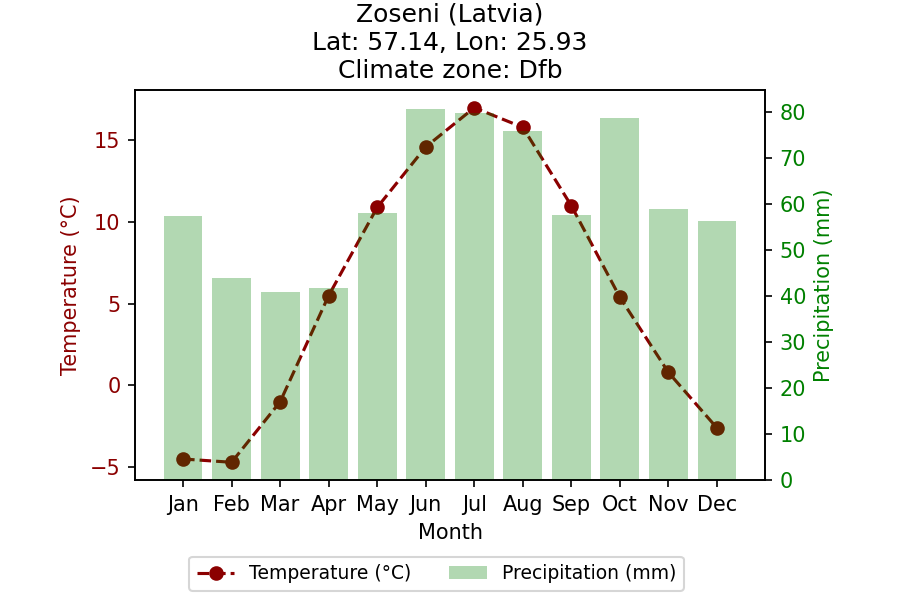 Zoseni (Latvia)
Lat: 57.14, Lon: 25.93
Climate zone: Dfb
Temperature (°C)
15
10
5
0
−5
80
70
60
50
40
30
20
10
0
Precipitation (mm)
Jan Feb Mar Apr May Jun Jul Aug Sep Oct Nov Dec
Month
Temperature (°C) Precipitation (mm)